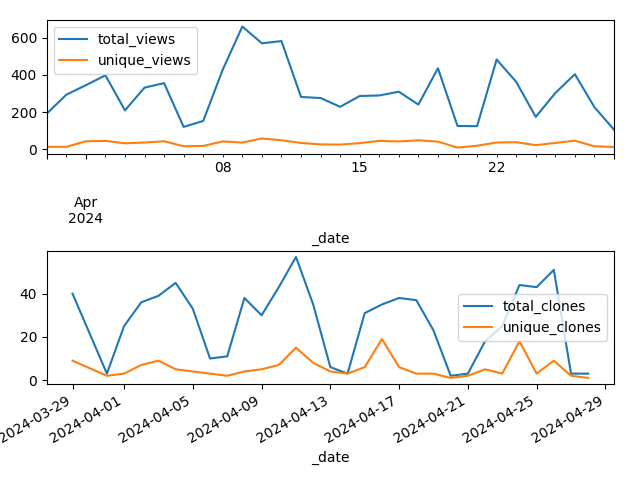 600
400
200
0
total_views
unique_views
08
15
22
Apr
2024
_date
40
20
0
total_clones
unique_clones
2024-03-29
2024-04-01
2024-04-05
2024-04-09
2024-04-13
2024-04-17
2024-04-21
2024-04-25
2024-04-29
_date